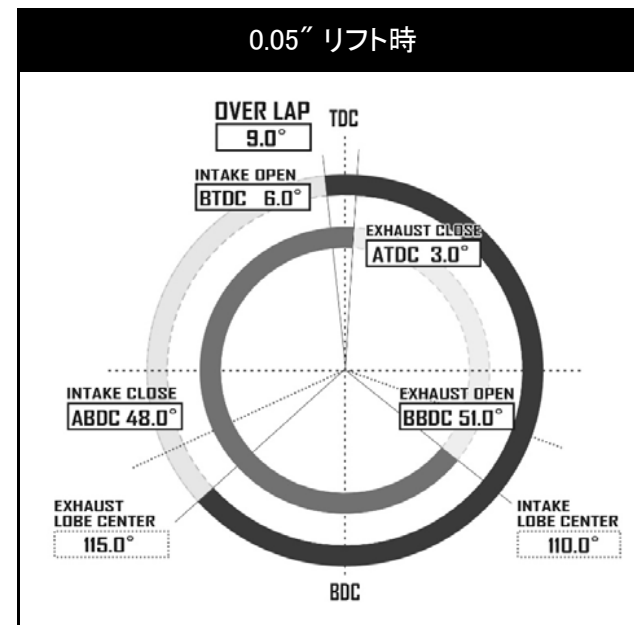 0.05″ リフト時
OVER LAP
9.0°
TDC
INTAKE OPEN
BTDC 6.0°
EXHAUST CLOSE
ATDC 3.0°
INTAKE CLOSE
ABDC 48.0°
EXHAUST OPEN
BBDC 51.0°
EXHAUST
LOBE CENTER
115.0°
INTAKE
LOBE CENTER
110.0°
BDC